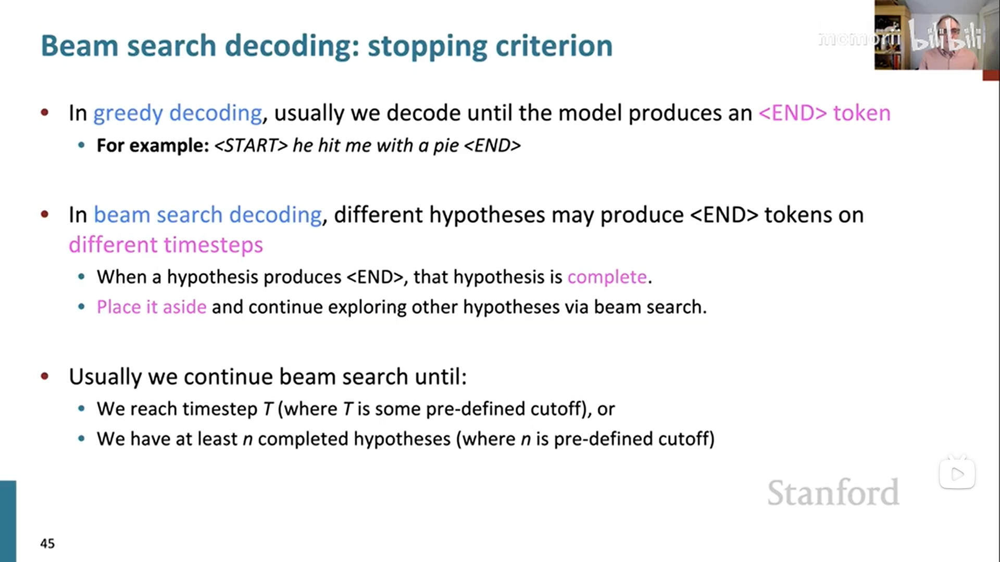 Beam search decoding: stopping criterion
bilibili
• In greedy decoding, usually we decode until the model produces an <END> token
• For example: <START> he hit me with a pie <END>
• In beam search decoding, different hypotheses may produce <END> tokens on
different timesteps
• When a hypothesis produces <END>, that hypothesis is complete.
• Place it aside and continue exploring other hypotheses via beam search.
• Usually we continue beam search until:
• We reach timestep T (where T is some pre-defined cutoff), or
• We have at least n completed hypotheses (where n is pre-defined cutoff)
Stanford
45